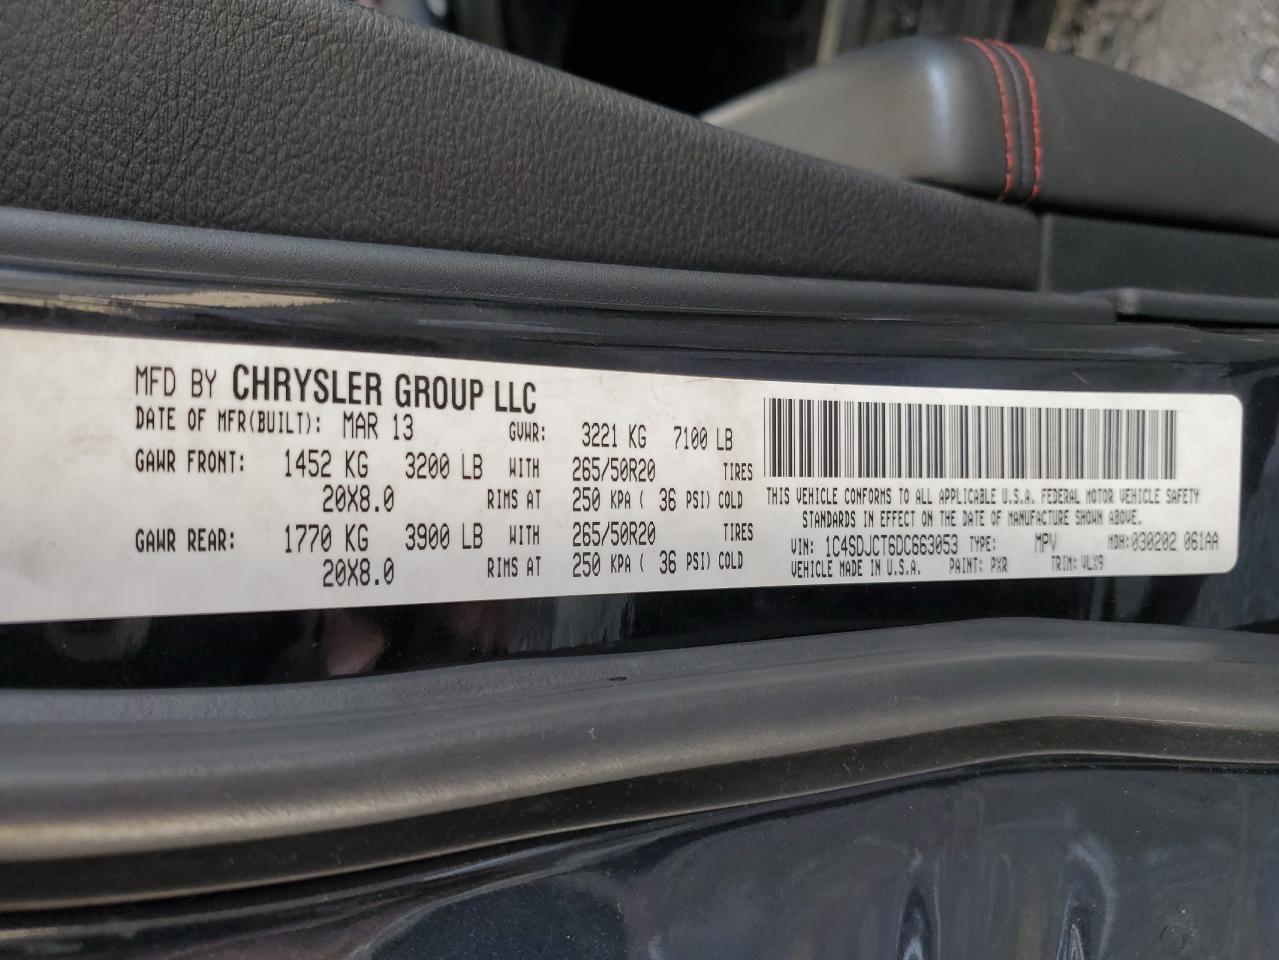 MFD BY CHRYSLER GROUP LLC
DATE OF MFR(BUILT): MAR 13 GVWR: 3221 KG 7100 LB
GAWR FRONT: 1452 KG 3200 LB WITH 265/50R20 TIRES
20X8.0 RIMS AT 250 KPA ( 36 PSI) COLD
GAWR REAR: 1770 KG 3900 LB WITH 265/50R20 TIRES
20X8.0 RIMS AT 250 KPA ( 36 PSI) COLD
THIS VEHICLE CONFORMS TO ALL APPLICABLE U.S.A. FEDERAL MOTOR VEHICLE SAFETY
STANDARDS IN EFFECT ON THE DATE OF MANUFACTURE SHOWN ABOVE.
VIN: 1C4SDJCT6DC663053 TYPE: MPV MDH:030202 061AA
VEHICLE MADE IN U.S.A. PAINT: PXR TRIM: VLX9